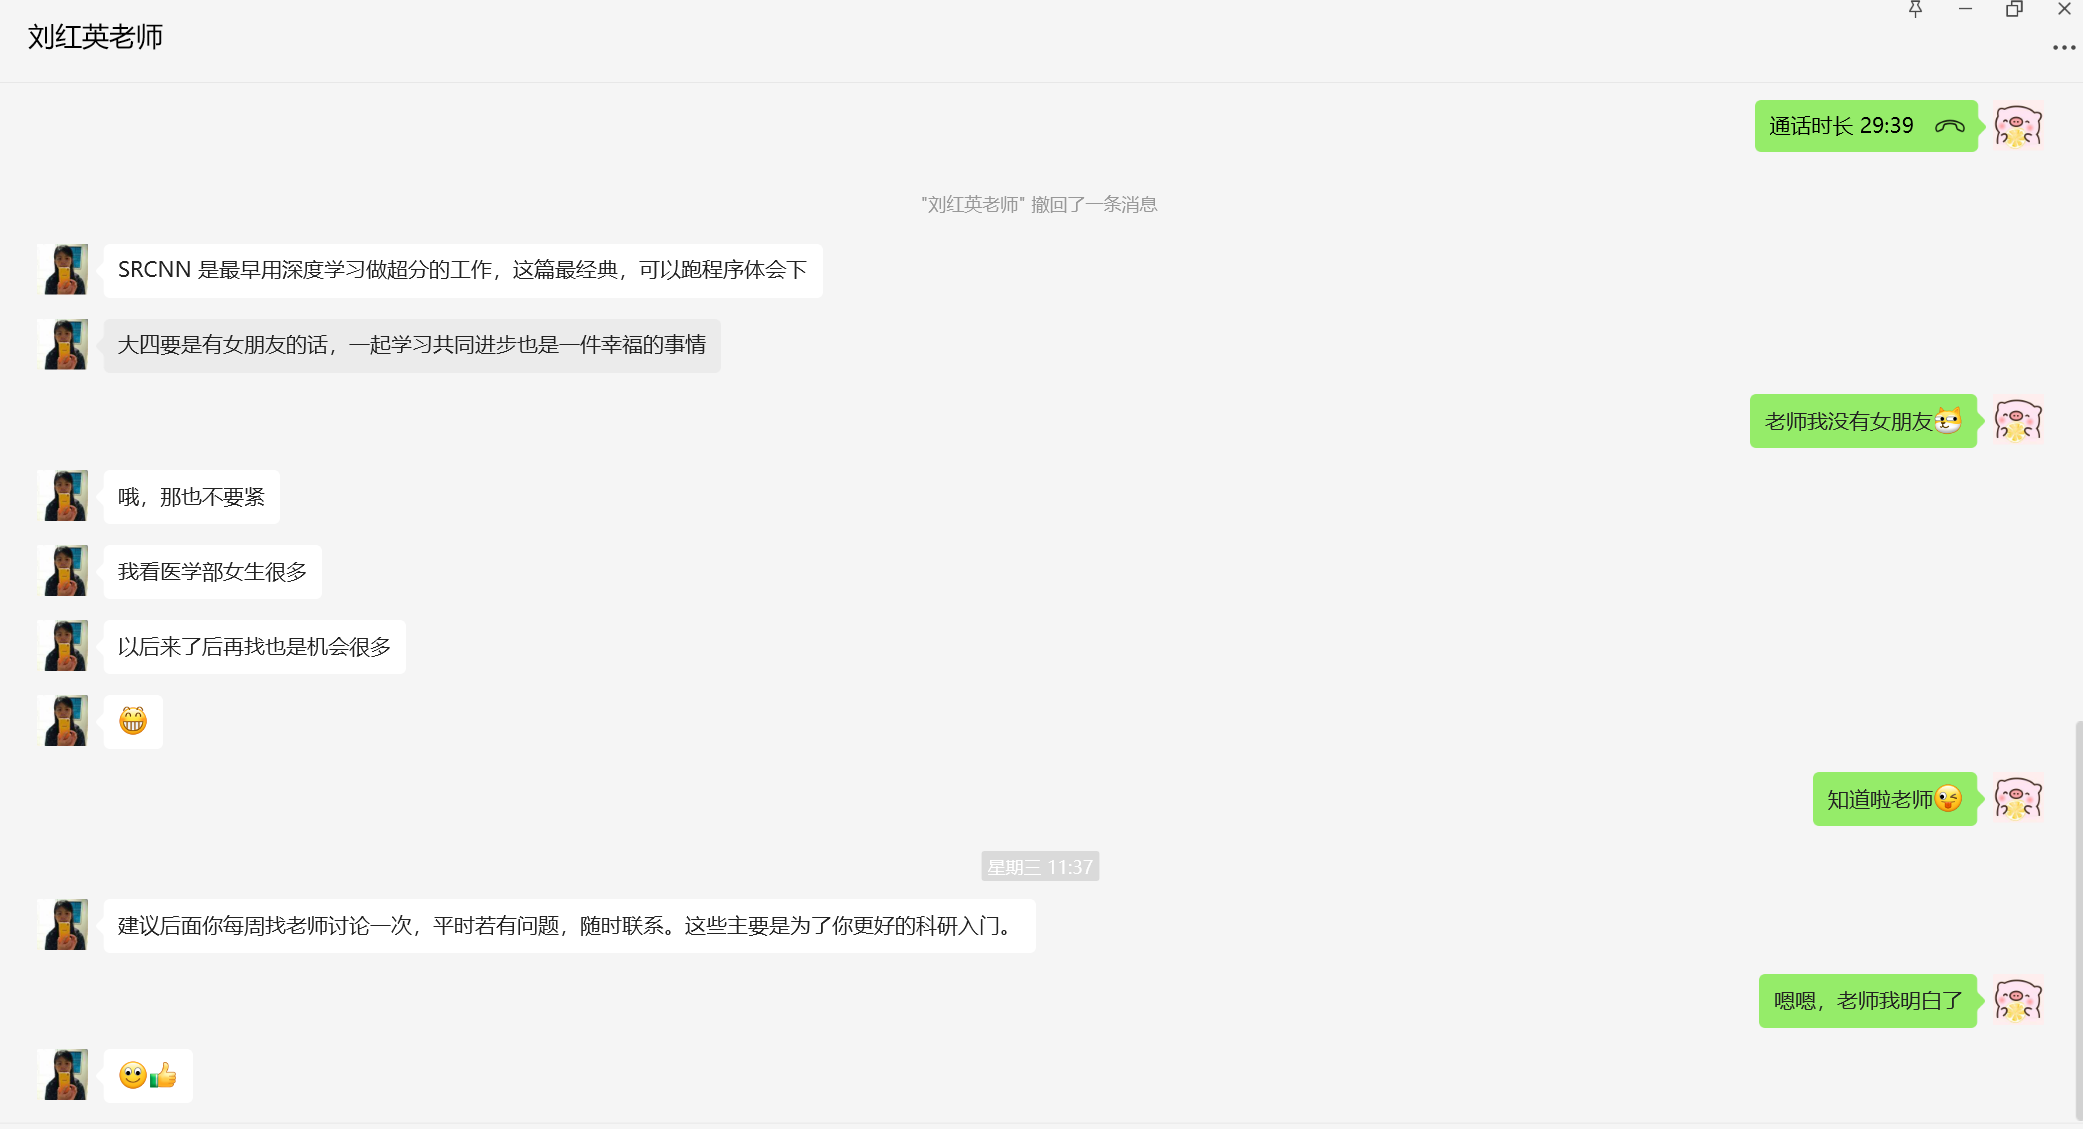 刘红英老师
通话时长 29:39
"刘红英老师" 撤回了一条消息
SRCNN 是最早用深度学习做超分的工作，这篇最经典，可以跑程序体会下
大四要是有女朋友的话，一起学习共同进步也是一件幸福的事情
老师我没有女朋友
哦，那也不要紧
我看医学部女生很多
以后来了后再找也是机会很多
知道啦老师
星期三 11:37
建议后面你每周找老师讨论一次，平时若有问题，随时联系。这些主要是为了你更好的科研入门。
嗯嗯，老师我明白了